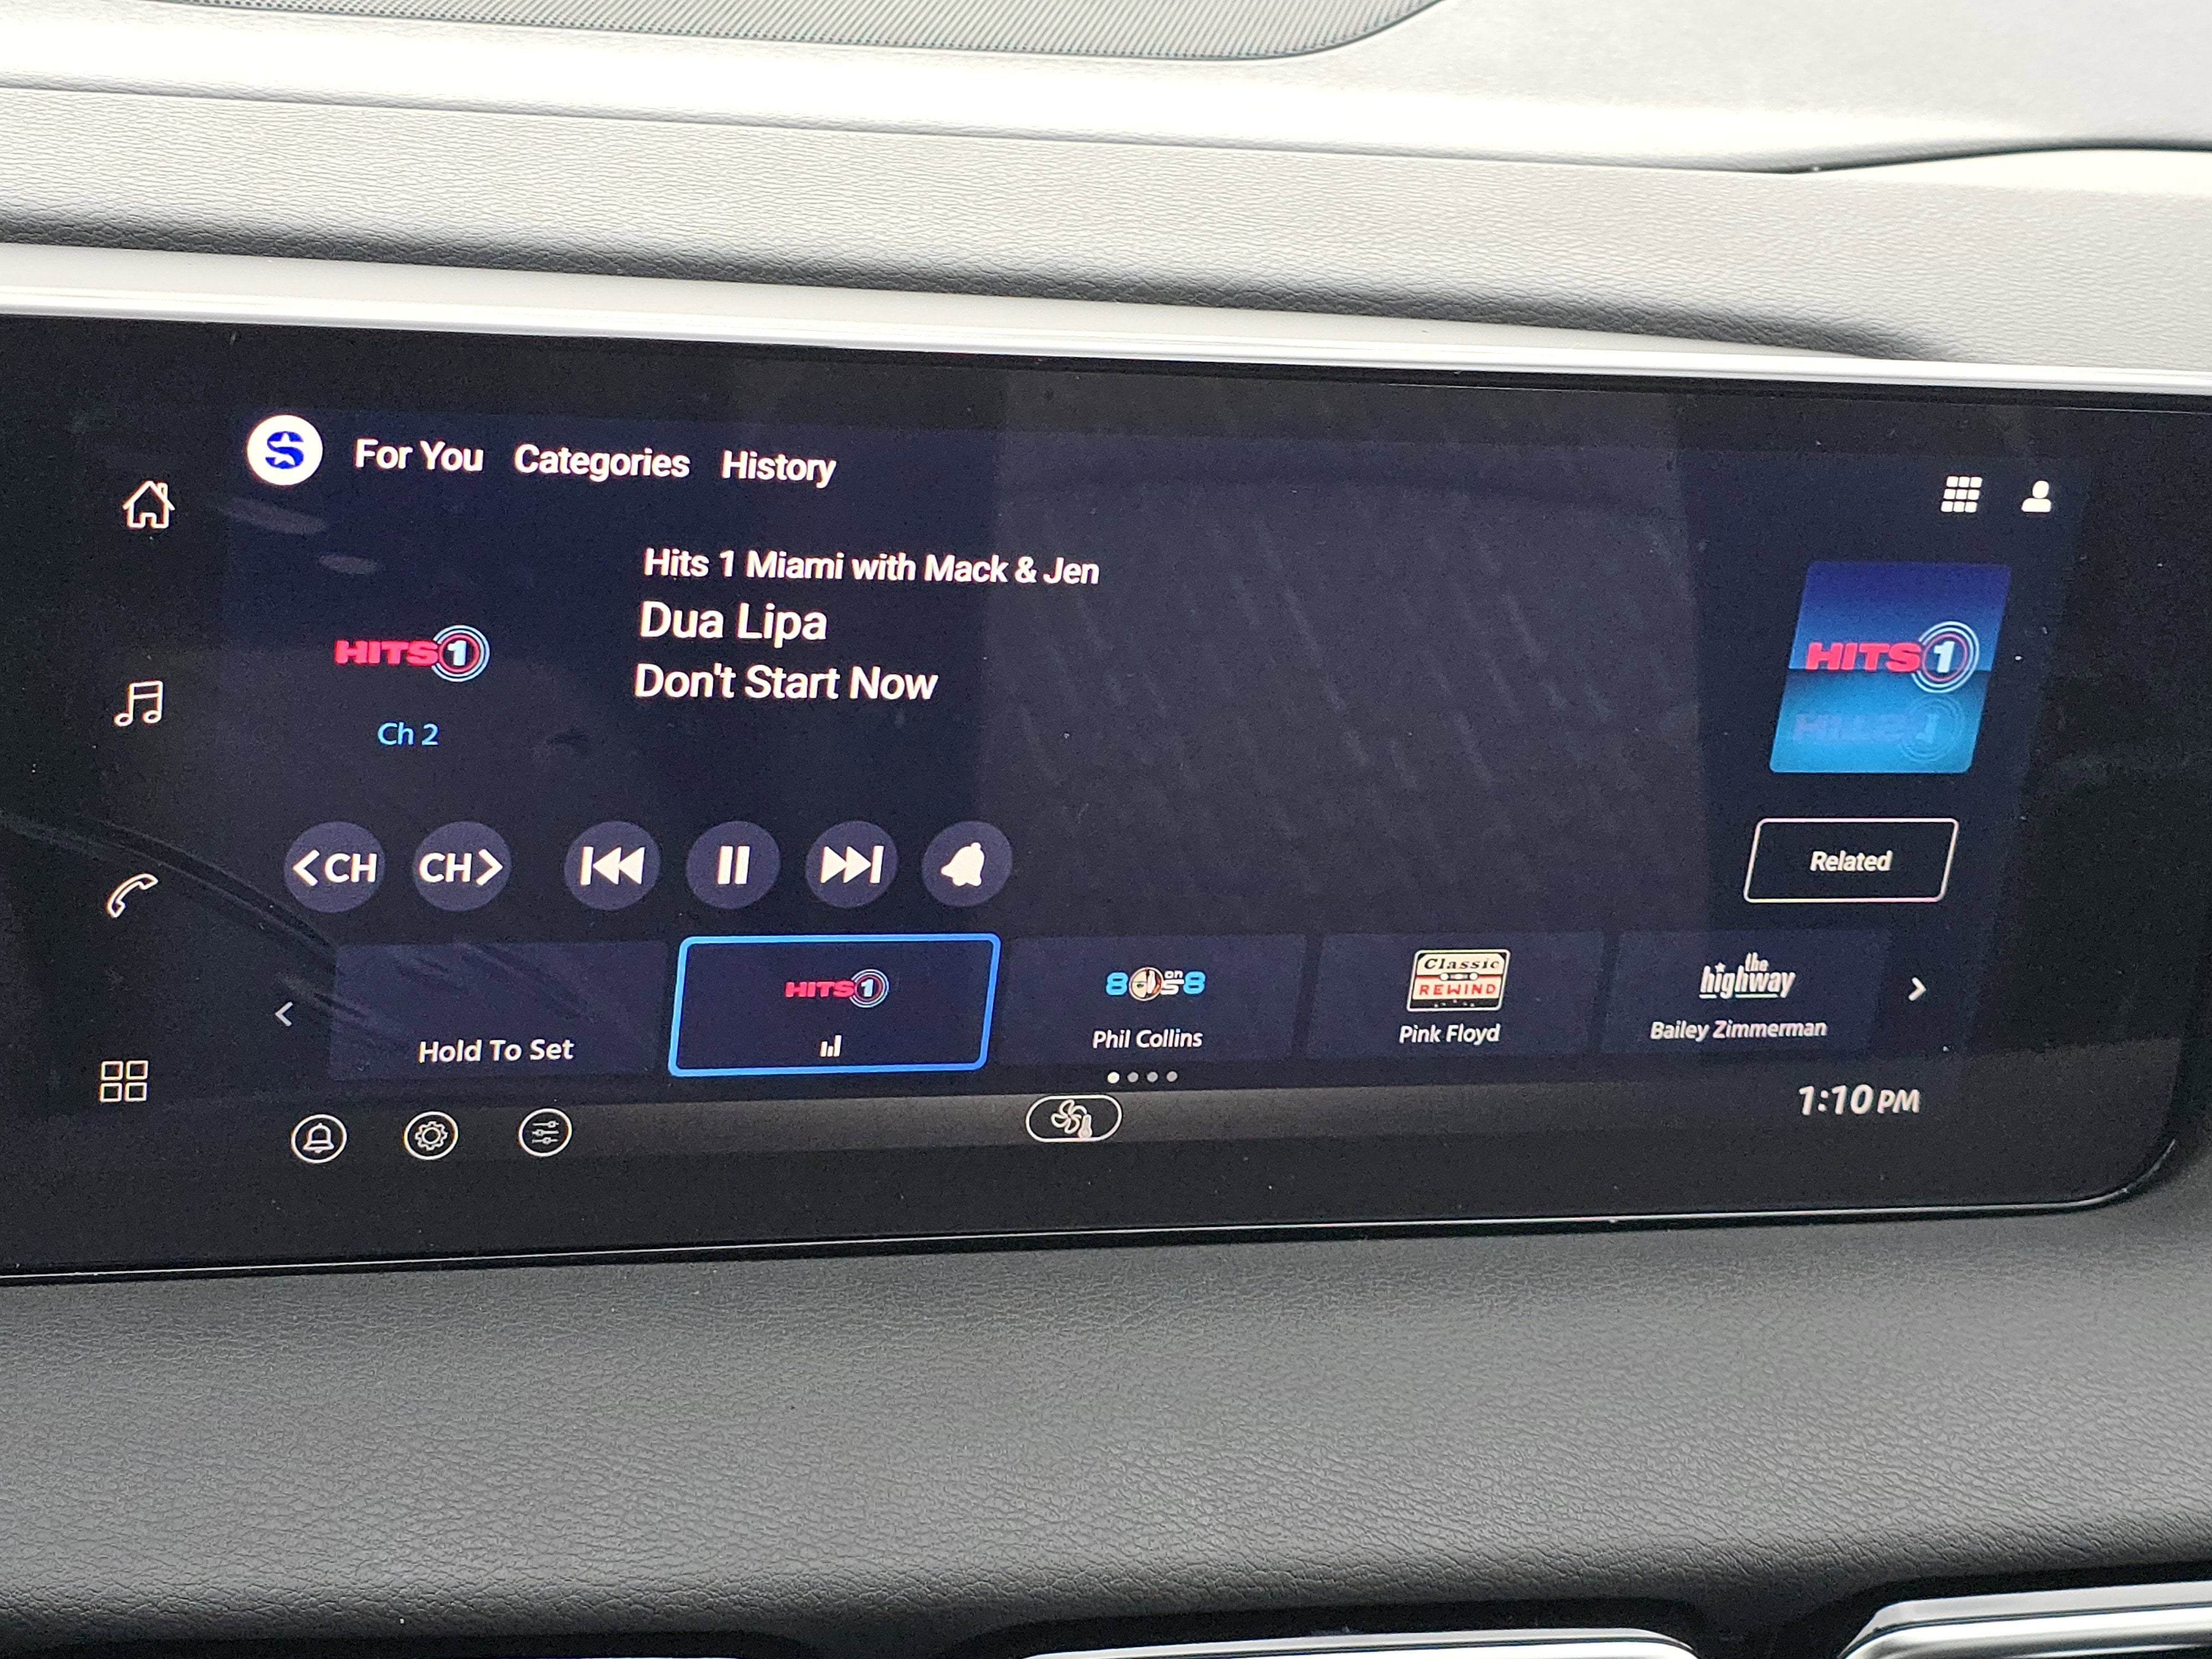 For You Categories History
Hits 1 Miami with Mack & Jen
Dua Lipa
Don't Start Now
HITS 1
Ch 2
HITS 1
<CH CH>
Related
Hold To Set
HITS 1
8 on 8
Phil Collins
Classic
REWIND
Pink Floyd
the
highway
Bailey Zimmerman
1:10 PM